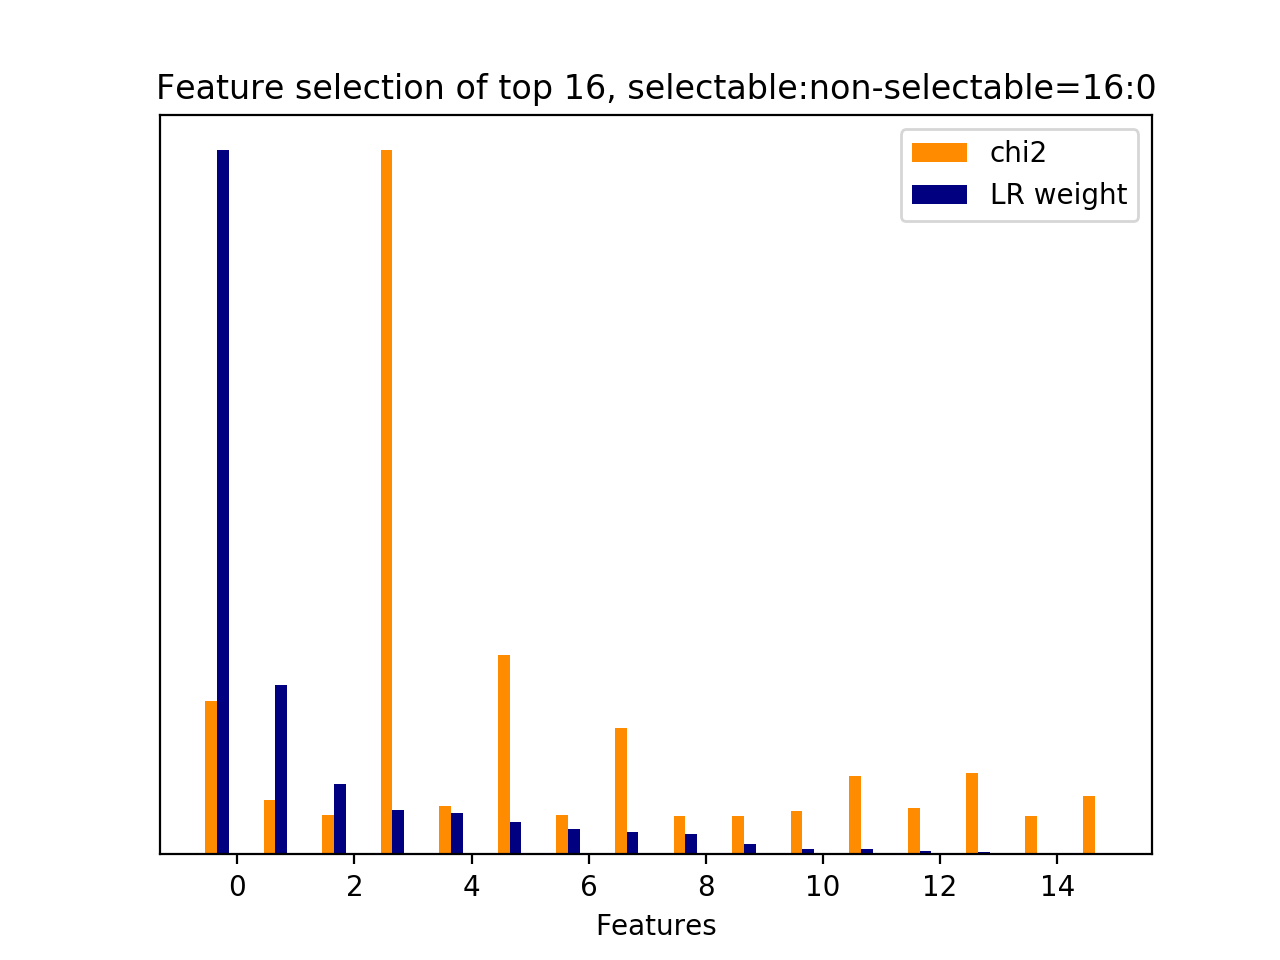 Feature selection of top 16, selectable:non-selectable=16:0
chi2
LR weight
0 2 4 6 8 10 12 14
Features